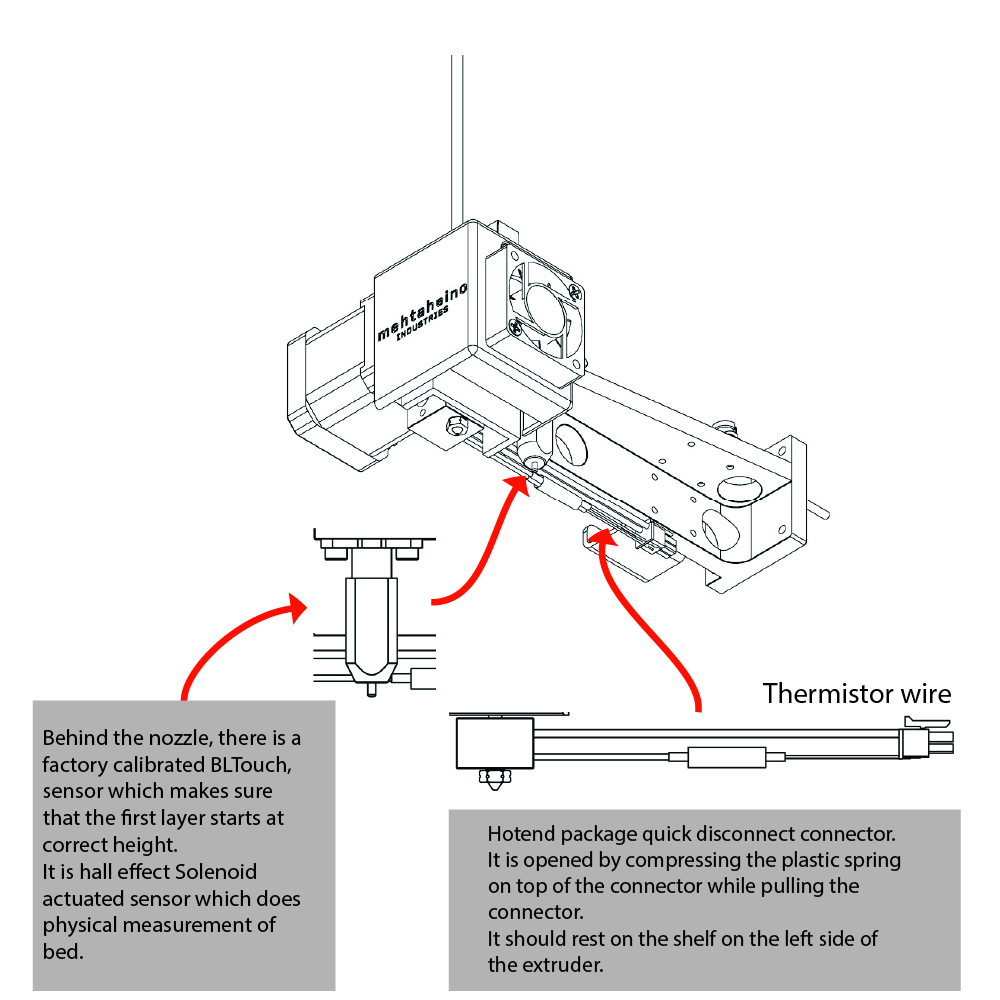 mehtaheino
INDUSTRIES
Thermistor wire
Behind the nozzle, there is a
factory calibrated BLTouch,
sensor which makes sure
that the first layer starts at
correct height.
It is hall effect Solenoid
actuated sensor which does
physical measurement of
bed.
Hotend package quick disconnect connector.
It is opened by compressing the plastic spring
on top of the connector while pulling the
connector.
It should rest on the shelf on the left side of
the extruder.